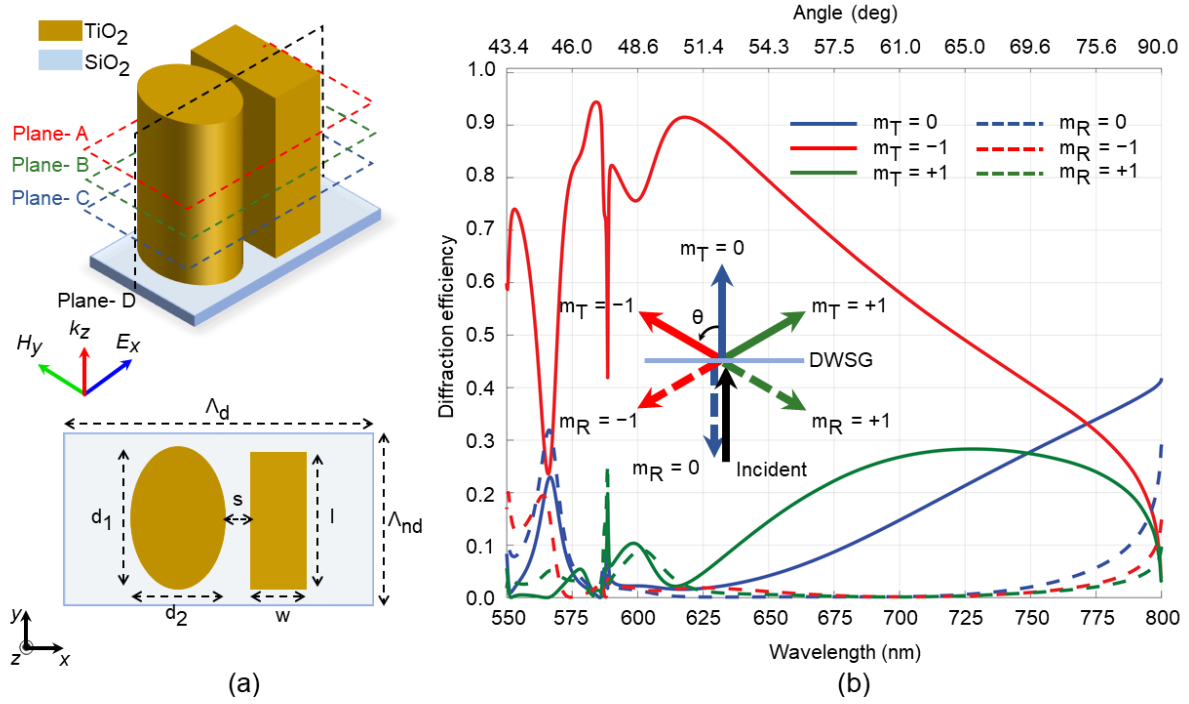 TiO2
SiO2
Plane- A
Plane- B
Plane- C
Plane- D
Hy
kz
Ex
Λd
d1
s
l
Λnd
d2
w
y
z
x
(a)
Angle (deg)
43.4 46.0 48.6 51.4 54.3 57.5 61.0 65.0 69.6 75.6 90.0
Diffraction efficiency
1.0
0.9
0.8
0.7
0.6
0.5
0.4
0.3
0.2
0.1
0.0
mT = 0 mR = 0
mT = −1 mR = −1
mT = +1 mR = +1
mT = 0
mT = −1
θ
mT = +1
DWSG
mR = −1
mR = +1
mR = 0
Incident
550 575 600 625 650 675 700 725 750 775 800
Wavelength (nm)
(b)